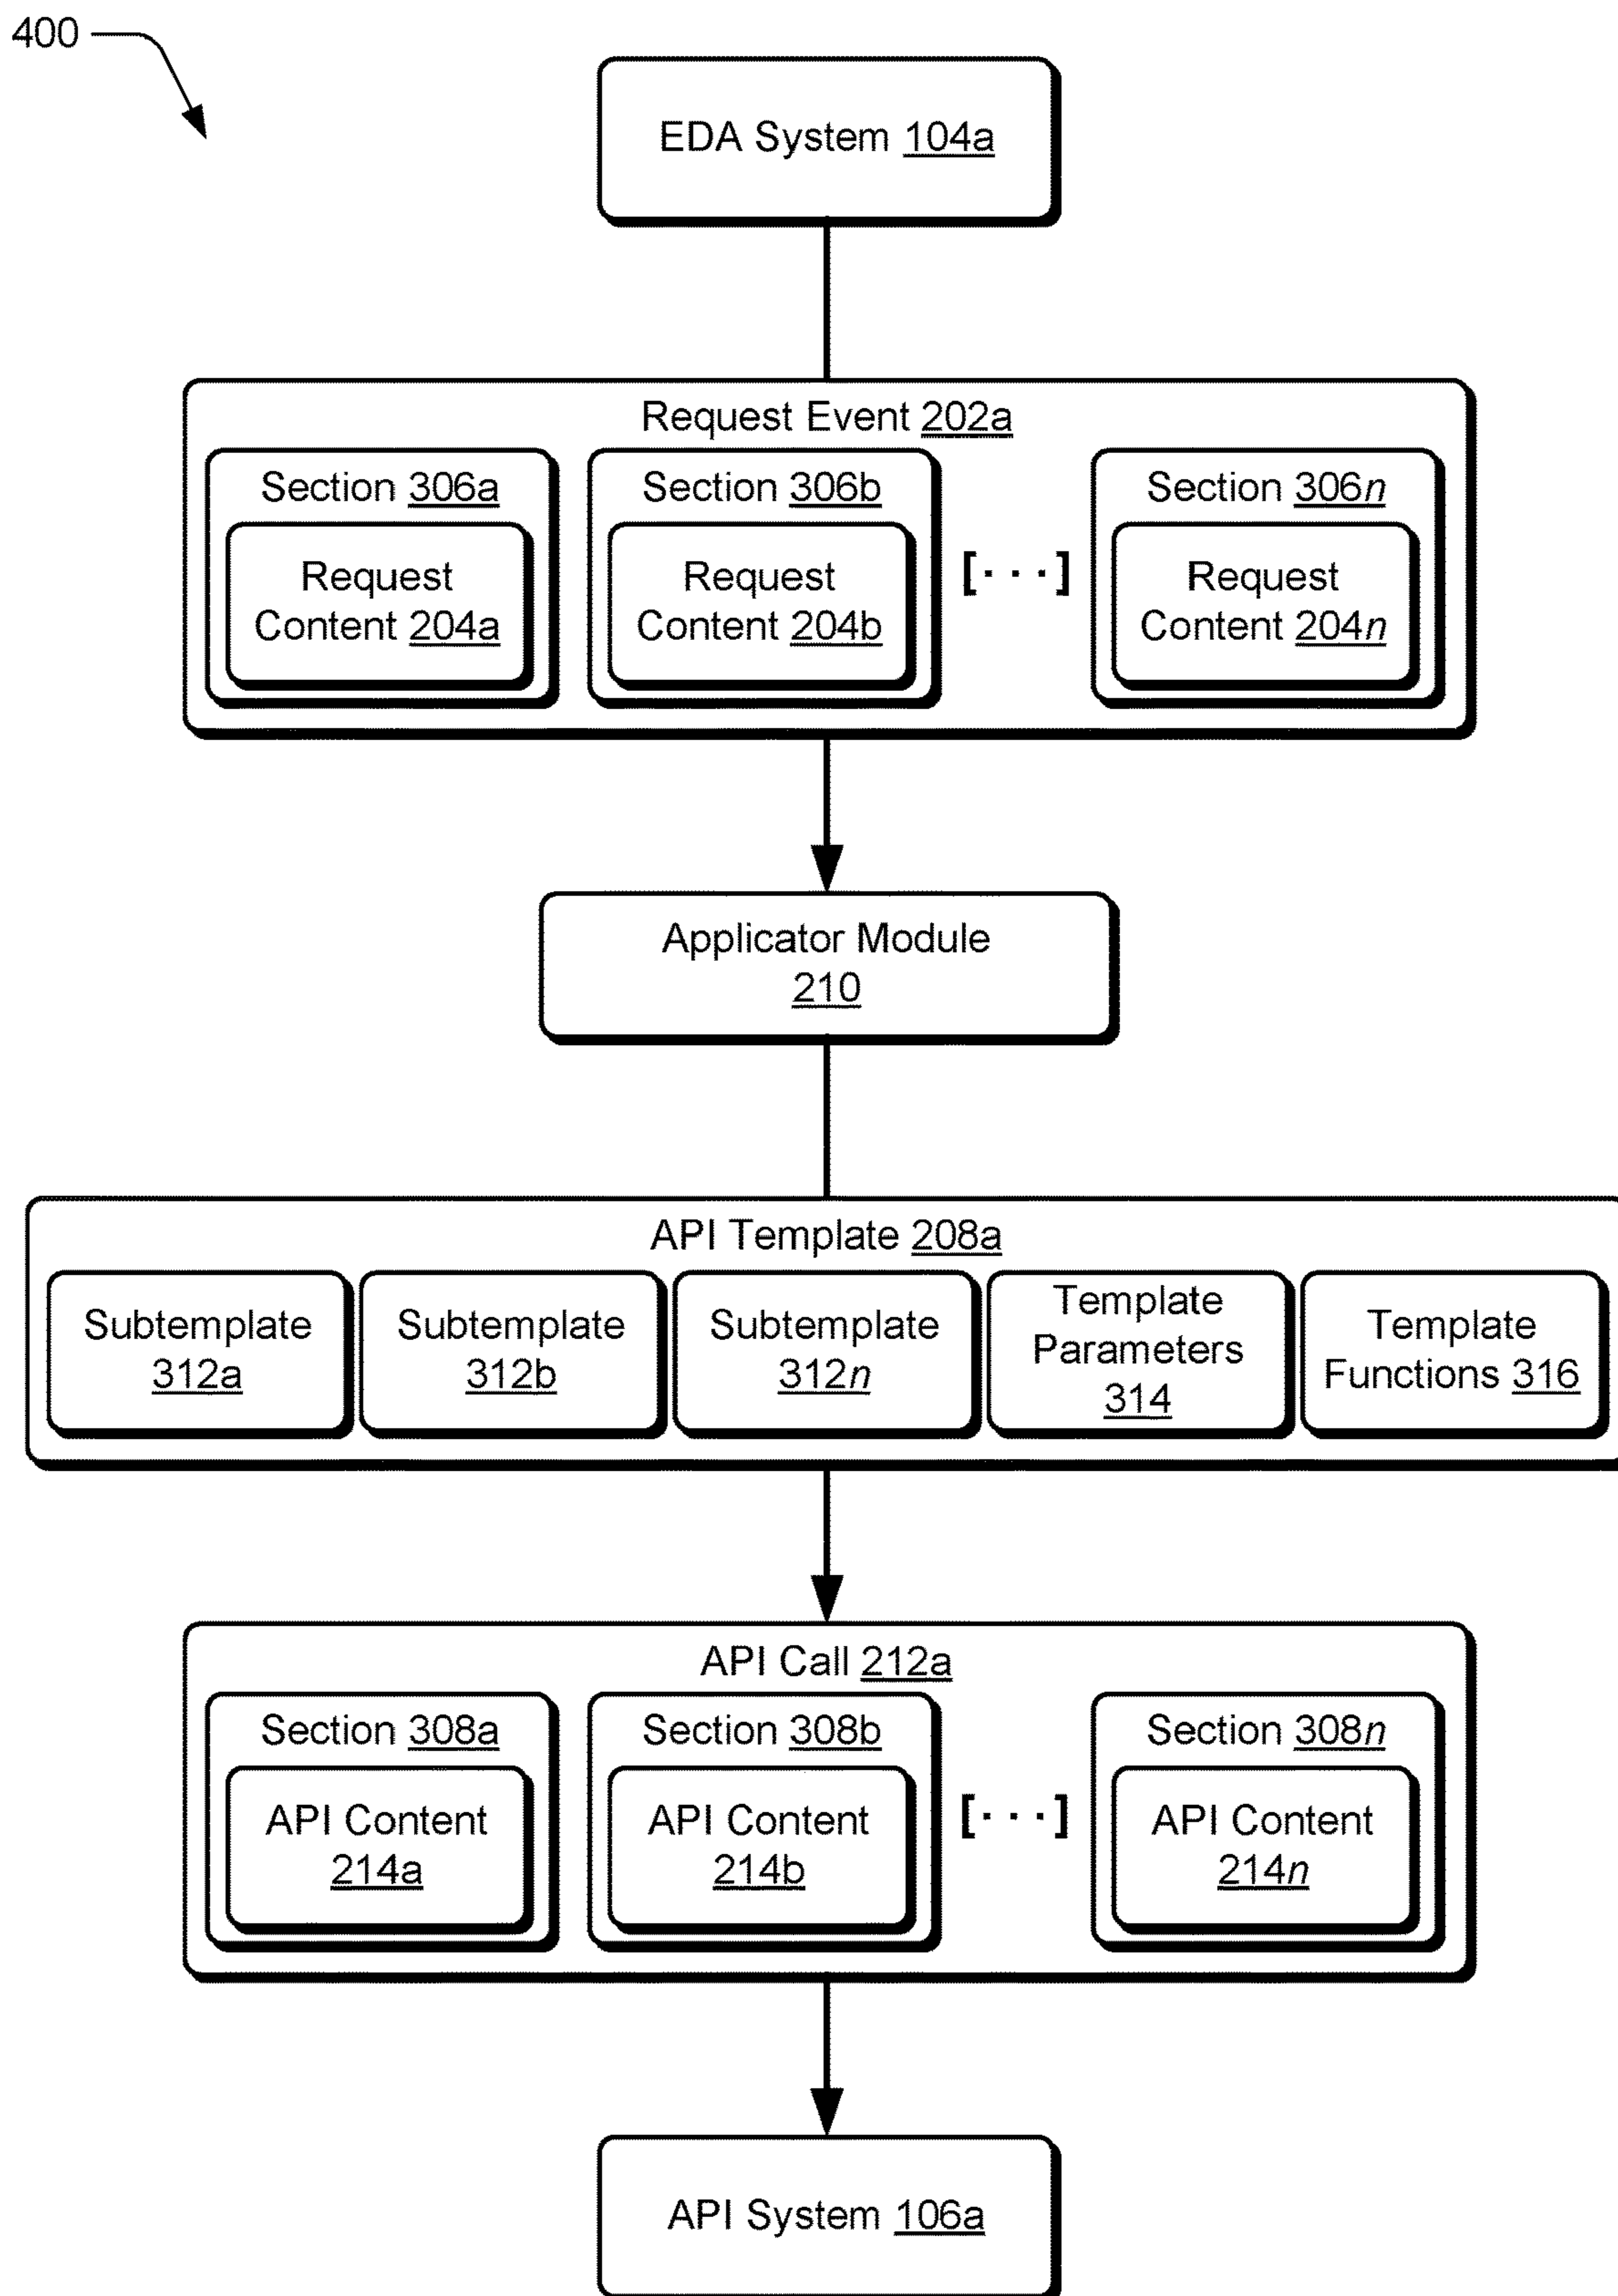 400
EDA System 104a
Request Event 202a
Section 306a
Request
Content 204a
Section 306b
Request
Content 204b
[· · ·]
Section 306n
Request
Content 204n
Applicator Module
210
API Template 208a
Subtemplate
312a
Subtemplate
312b
Subtemplate
312n
Template
Parameters
314
Template
Functions 316
API Call 212a
Section 308a
API Content
214a
Section 308b
API Content
214b
[· · ·]
Section 308n
API Content
214n
API System 106a